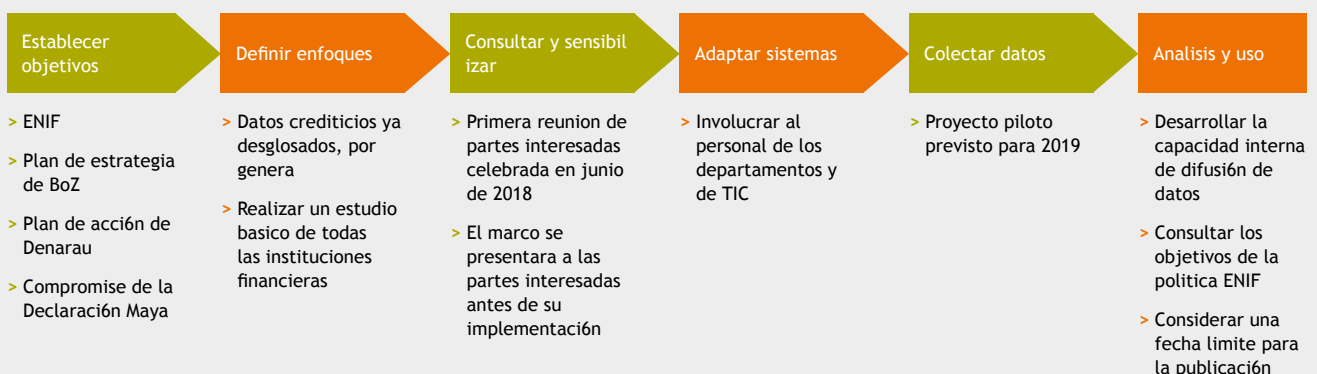 Establecer
objetivos
> ENIF
> Plan de estrategia
de BoZ
> Plan de acci6n de
Denarau
> Compromise de la
Declaraci6n Maya
Definir enfoques
> Datos crediticios ya
desglosados, por
genera
> Realizar un estudio
basico de todas
las instituciones
financieras
Consultar y sensibil
izar
> Primera reunion de
partes interesadas
celebrada en junio
de 2018
> El marco se
presentara a las
partes interesadas
antes de su
implementaci6n
Adaptar sistemas
> Involucrar al
personal de los
departamentos y
de TIC
Colectar datos
> Proyecto piloto
previsto para 2019
Analisis y uso
> Desarrollar la
capacidad interna
de difusi6n de
datos
> Consultar los
objetivos de la
politica ENIF
> Considerar una
fecha limite para
la publicaci6n